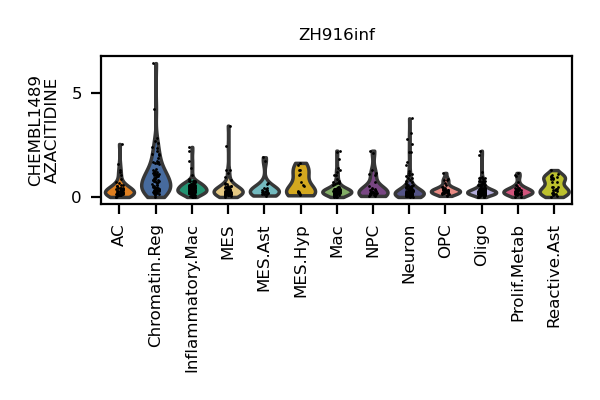 ZH916inf
CHEMBL1489
AZACITIDINE
5
0
AC
Chromatin.Reg
Inflammatory.Mac
MES
MES.Ast
MES.Hyp
Mac
NPC
Neuron
OPC
Oligo
Prolif.Metab
Reactive.Ast